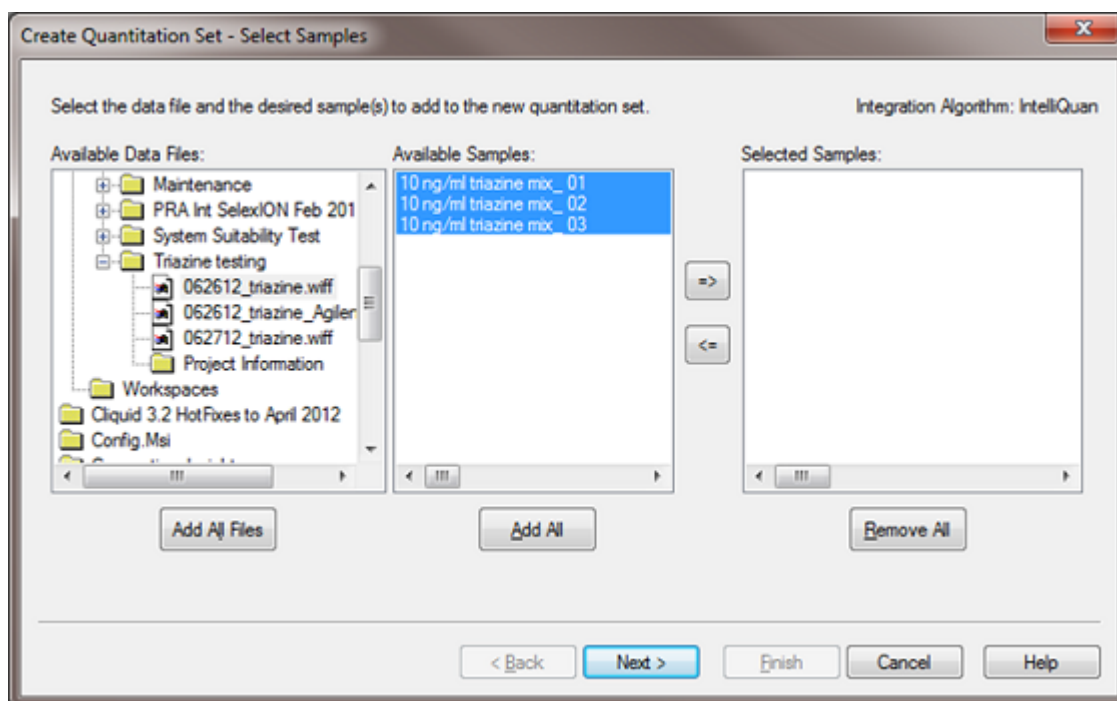 Create Quantitation Set - Select Samples
Select the data file and the desired sample(s) to add to the new quantitation set.
Integration Algorithm: IntelliQuan
Available Data Files:
Maintenance
PRA Int SelexION Feb 201
System Suitability Test
Triazine testing
062612_triazine.wiff
062612_triazine_Agilen
062712_triazine.wiff
Project Information
Workspaces
Cliquid 3.2 HotFixes to April 2012
Config.Msi
Available Samples:
10 ng/ml triazine mix_ 01
10 ng/ml triazine mix_ 02
10 ng/ml triazine mix_ 03
=>
<=
Selected Samples:
Add All Files
Add All
Remove All
< Back
Next >
Finish
Cancel
Help